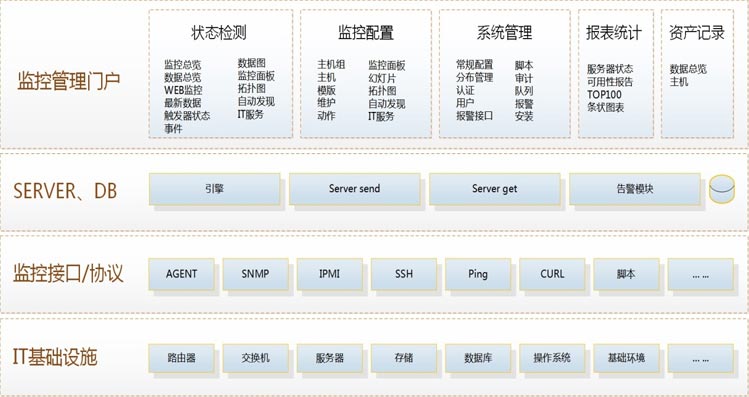 监控管理门户
状态检测
监控总览
数据总览
WEB监控
最新数据
触发器状态
事件
数据图
监控面板
拓扑图
自动发现
IT服务
监控配置
主机组
主机
模版
维护
动作
监控面板
幻灯片
拓扑图
自动发现
IT服务
系统管理
常规配置
分布管理
认证
用户
报警接口
脚本
审计
队列
报警
安装
报表统计
服务器状态
可用性报告
TOP100
条状图表
资产记录
数据总览
主机
SERVER、DB
引擎
Server send
Server get
告警模块
监控接口/协议
AGENT
SNMP
IPMI
SSH
Ping
CURL
脚本
... ...
IT基础设施
路由器
交换机
服务器
存储
数据库
操作系统
基础环境
... ...